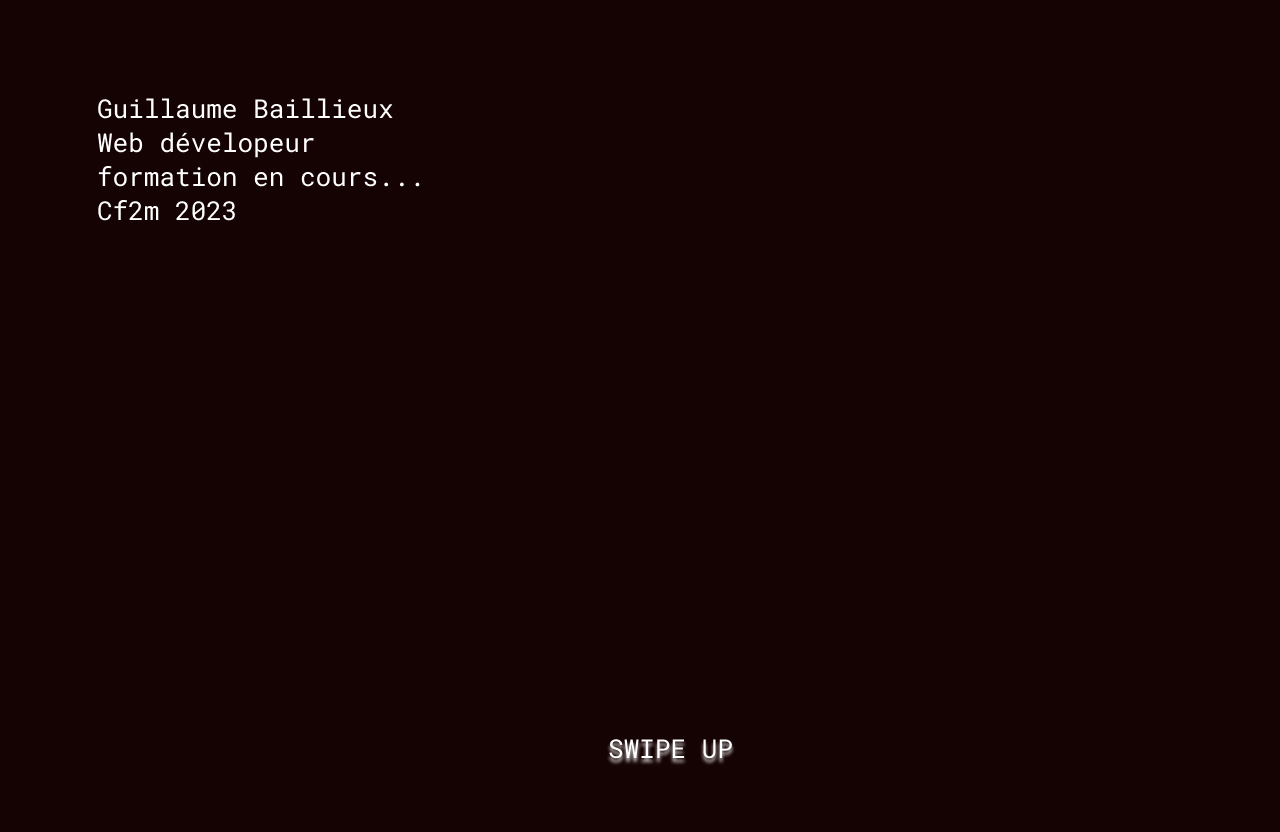 Guillaume Baillieux
Web dévelopeur
formation en cours...
Cf2m 2023
SWIPE UP